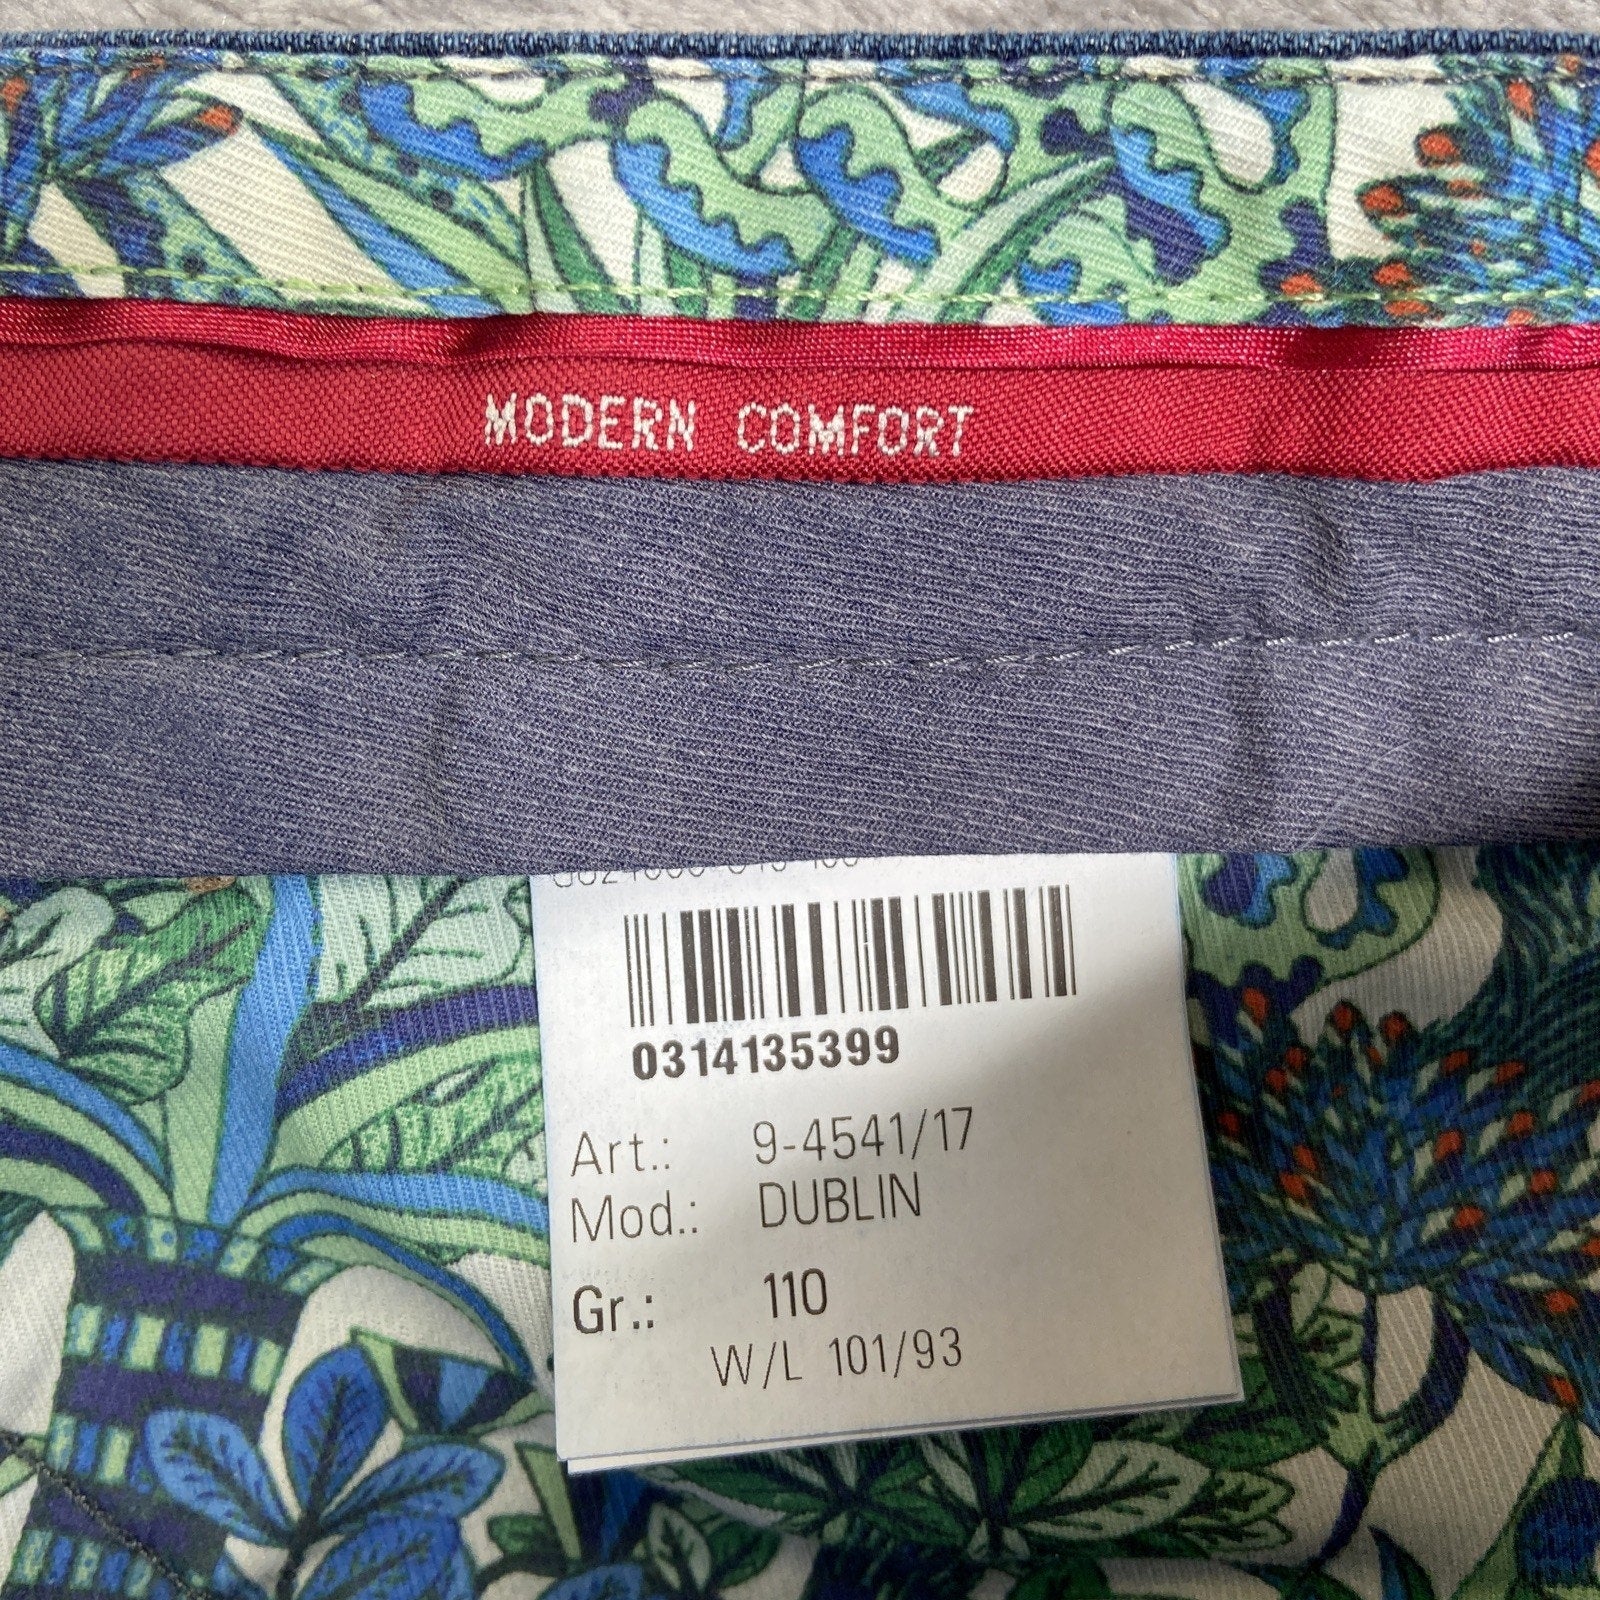 MODERN COMFORT
0314135399
Art.: 9-4541/17
Mod.: DUBLIN
Gr.: 110
W/L 101/93